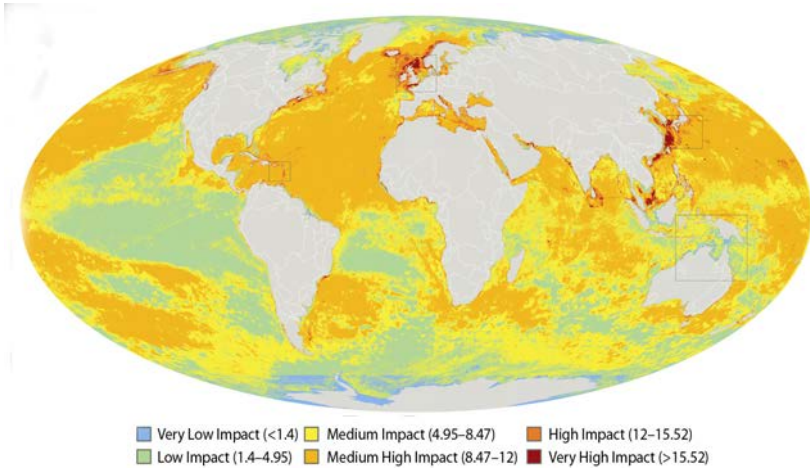 Very Low Impact (<1.4) Medium Impact (4.95–8.47) High Impact (12–15.52)
Low Impact (1.4–4.95) Medium High Impact (8.47–12) Very High Impact (>15.52)